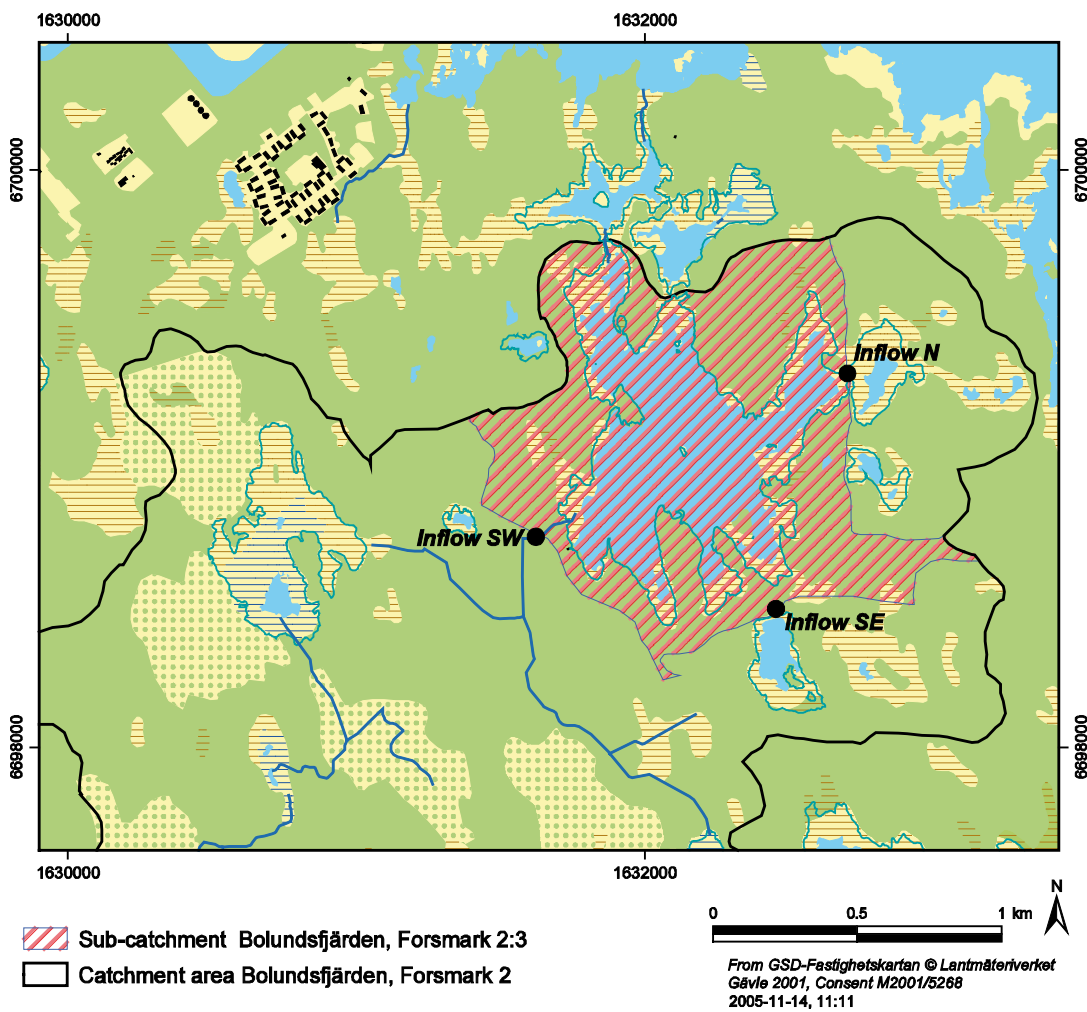 1630000 1632000
6700000 6700000
Inflow N
Inflow SW
Inflow SE
6698000 6698000
1630000 1632000
N
0 0.5 1 km
Sub-catchment Bolundsfjärden, Forsmark 2:3
Catchment area Bolundsfjärden, Forsmark 2
From GSD-Fastighetskartan © Lantmäteriverket
Gävle 2001, Consent M2001/5268
2005-11-14, 11:11